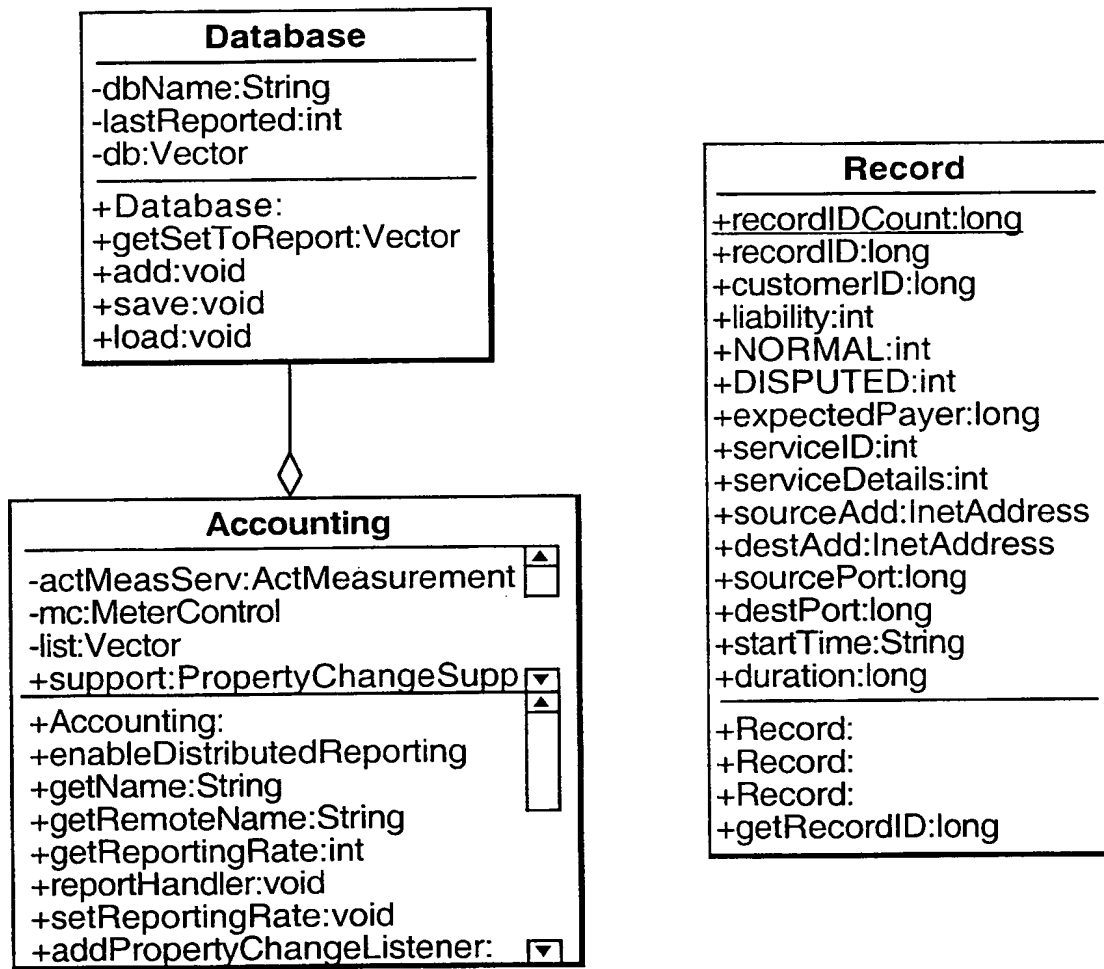 Database
-dbName:String
-lastReported:int
-db:Vector
+Database:
+getSetToReport:Vector
+add:void
+save:void
+load:void
Accounting
-actMeasServ:ActMeasurement
-mc:MeterControl
-list:Vector
+support:PropertyChangeSupp
+Accounting:
+enableDistributedReporting
+getName:String
+getRemoteName:String
+getReportingRate:int
+reportHandler:void
+setReportingRate:void
+addPropertyChangeListener:
Record
+recordIDCount:long
+recordID:long
+customerID:long
+liability:int
+NORMAL:int
+DISPUTED:int
+expectedPayer:long
+serviceID:int
+serviceDetails:int
+sourceAdd:InetAddress
+destAdd:InetAddress
+sourcePort:long
+destPort:long
+startTime:String
+duration:long
+Record:
+Record:
+Record:
+getRecordID:long